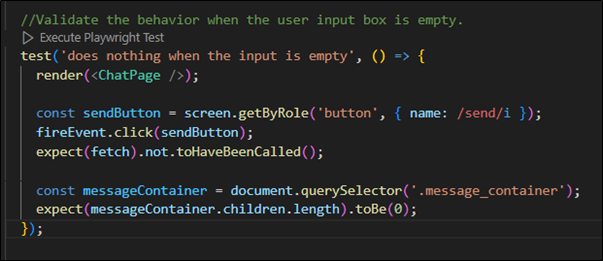 //Validate the behavior when the user input box is empty.
Execute Playwright Test
test('does nothing when the input is empty', () => {
  render(<ChatPage />);
  const sendButton = screen.getByRole('button', { name: /send/i });
  fireEvent.click(sendButton);
  expect(fetch).not.toHaveBeenCalled();
  const messageContainer = document.querySelector('.message_container');
  expect(messageContainer.children.length).toBe(0);
});